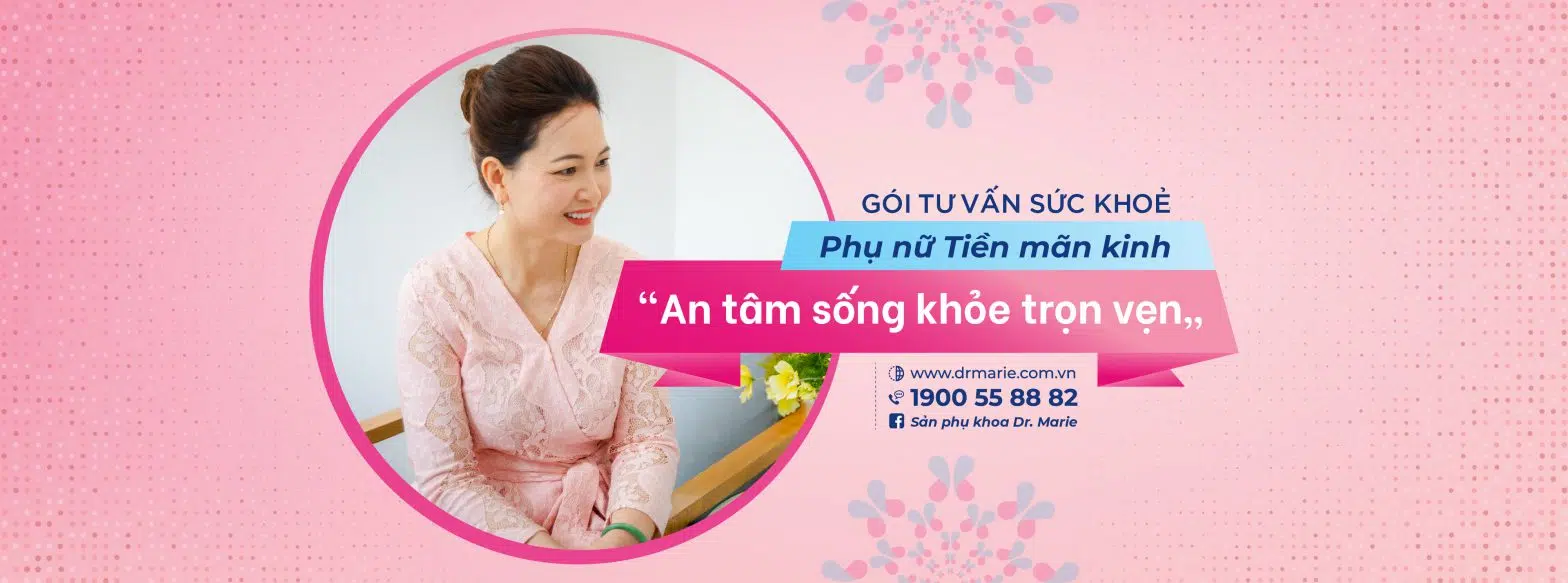 GÓI TƯ VẤN SỨC KHOẺ
Phụ nữ Tiền mãn kinh
“An tâm sống khỏe trọn vẹn„
www.drmarie.com.vn
1900 55 88 82
Sản phụ khoa Dr. Marie